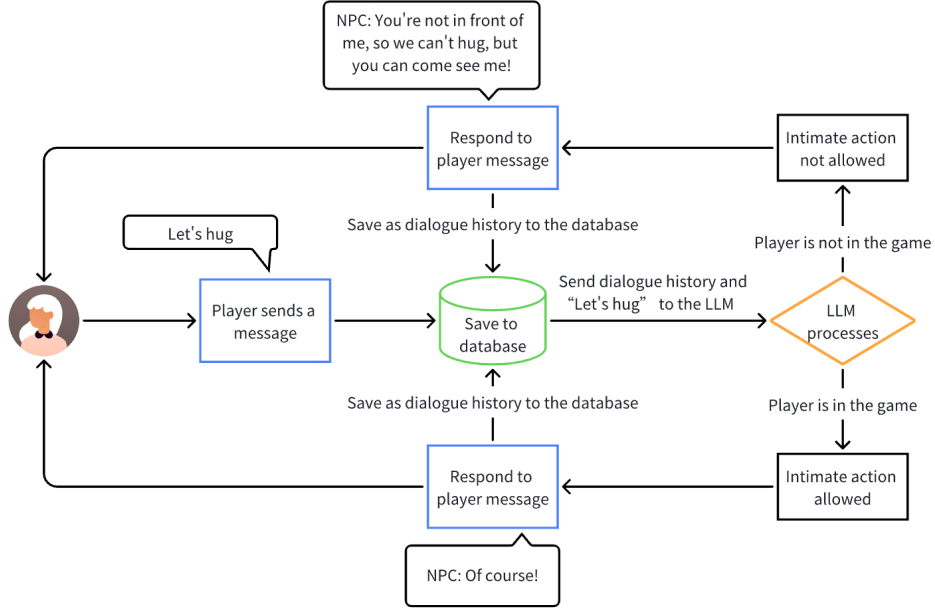 NPC: You're not in front of
me, so we can't hug, but
you can come see me!
Respond to
player message
Intimate action
not allowed
Save as dialogue history to the database
Let's hug
Player is not in the game
Send dialogue history and
“Let's hug” to the LLM
Player sends a
message
Save to
database
LLM
processes
Save as dialogue history to the database
Player is in the game
Respond to
player message
Intimate action
allowed
NPC: Of course!